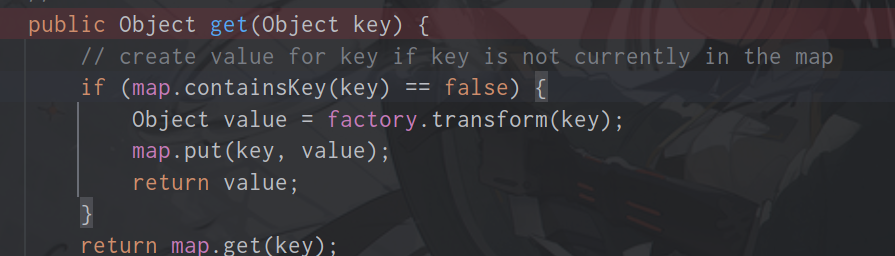 public Object get(Object key) {
// create value for key if key is not currently in the map
if (map.containsKey(key) == false) {
Object value = factory.transform(key);
map.put(key, value);
return value;
}
return map.get(key);